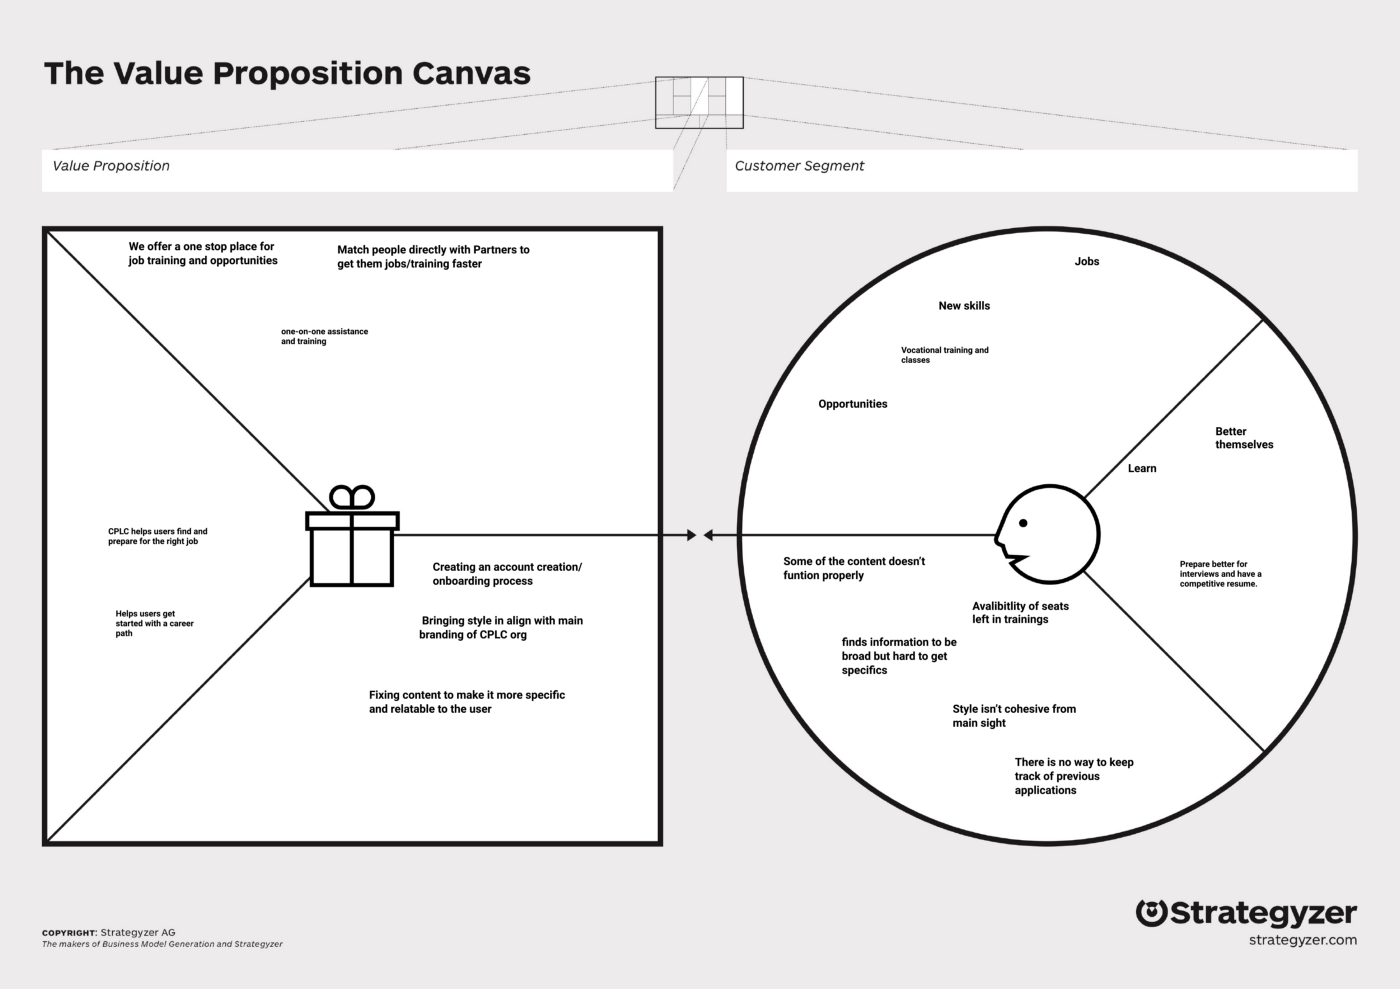 The Value Proposition Canvas
Value Proposition
Customer Segment
We offer a one stop place for
job training and opportunities
Match people directly with Partners to
get them jobs/training faster
one-on-one assistance
and training
CPLC helps users find and
prepare for the right job
Helps users get
started with a career
path
Creating an account creation/
onboarding process
Bringing style in align with main
branding of CPLC org
Fixing content to make it more specific
and relatable to the user
Jobs
New skills
Vocational training and
classes
Opportunities
Better
themselves
Learn
Prepare better for
interviews and have a
competitive resume.
Some of the content doesn't
funtion properly
Avalibitlity of seats
left in trainings
finds information to be
broad but hard to get
specifics
Style isn't cohesive from
main sight
There is no way to keep
track of previous
applications
COPYRIGHT: Strategyzer AG
The makers of Business Model Generation and Strategyzer
Strategyzer
strategyzer.com